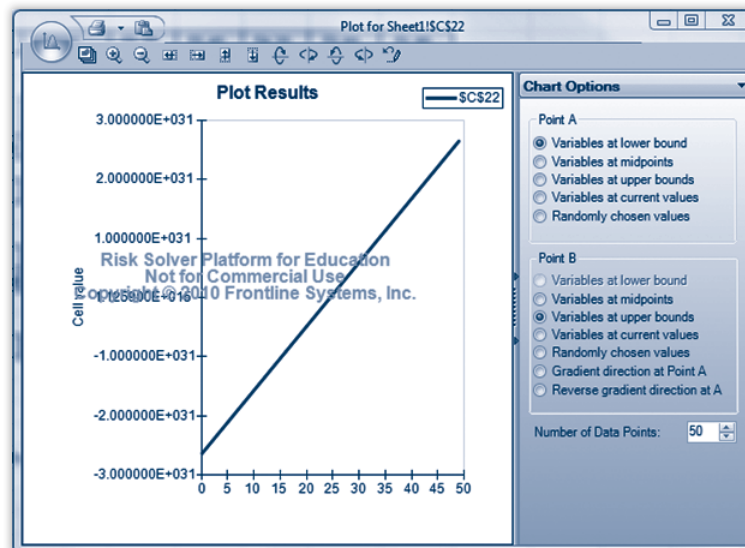 Plot for Sheet1!$C$22
Plot Results
$C$22
3.000000E+031
2.000000E+031
1.000000E+031
-1.000000E+031
-2.000000E+031
-3.000000E+031
Cell value
0 5 10 15 20 25 30 35 40 45 50
Risk Solver Platform for Education
Not for Commercial Use
Copyright © 2010 Frontline Systems, Inc.
Chart Options
Point A
Variables at lower bound
Variables at midpoints
Variables at upper bounds
Variables at current values
Randomly chosen values
Point B
Variables at lower bound
Variables at midpoints
Variables at upper bounds
Variables at current values
Randomly chosen values
Gradient direction at Point A
Reverse gradient direction at A
Number of Data Points: 50